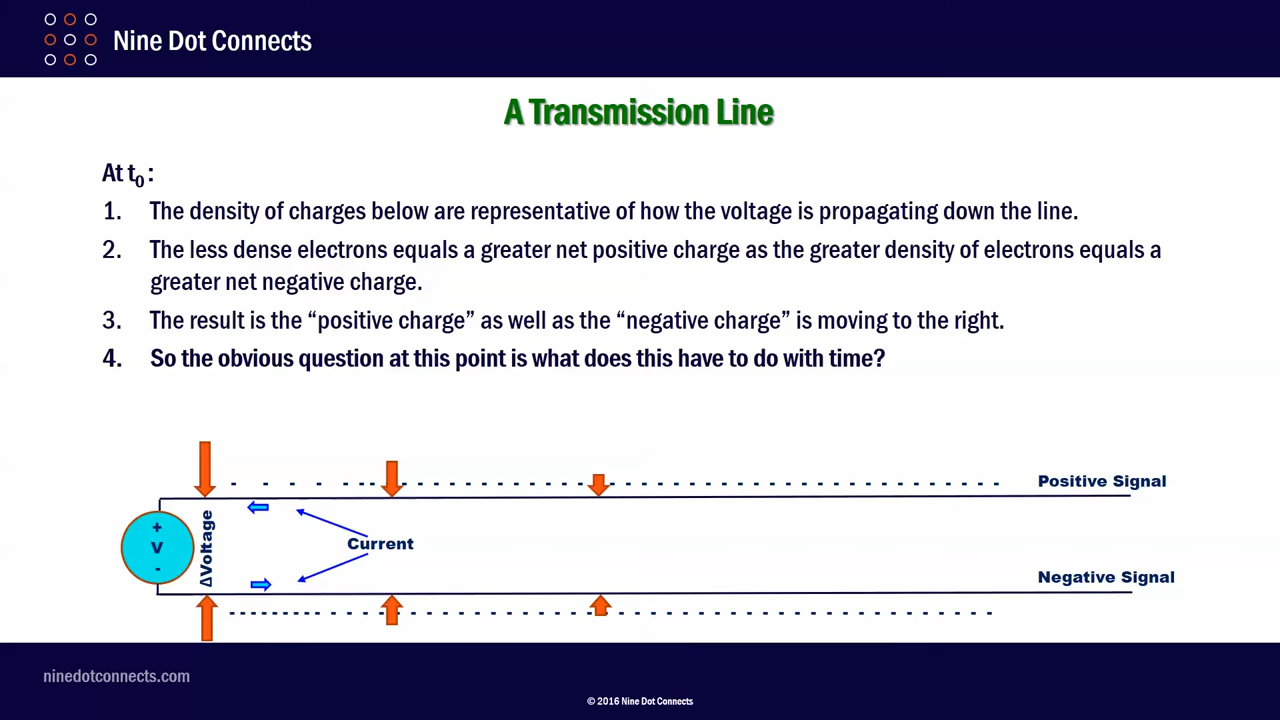 Nine Dot Connects
A Transmission Line
At t0 :
1. The density of charges below are representative of how the voltage is propagating down the line.
2. The less dense electrons equals a greater net positive charge as the greater density of electrons equals a
greater net negative charge.
3. The result is the “positive charge” as well as the “negative charge” is moving to the right.
4. So the obvious question at this point is what does this have to do with time?
Positive Signal
+
V
-
ΔVoltage
Current
Negative Signal
ninedotconnects.com
© 2016 Nine Dot Connects